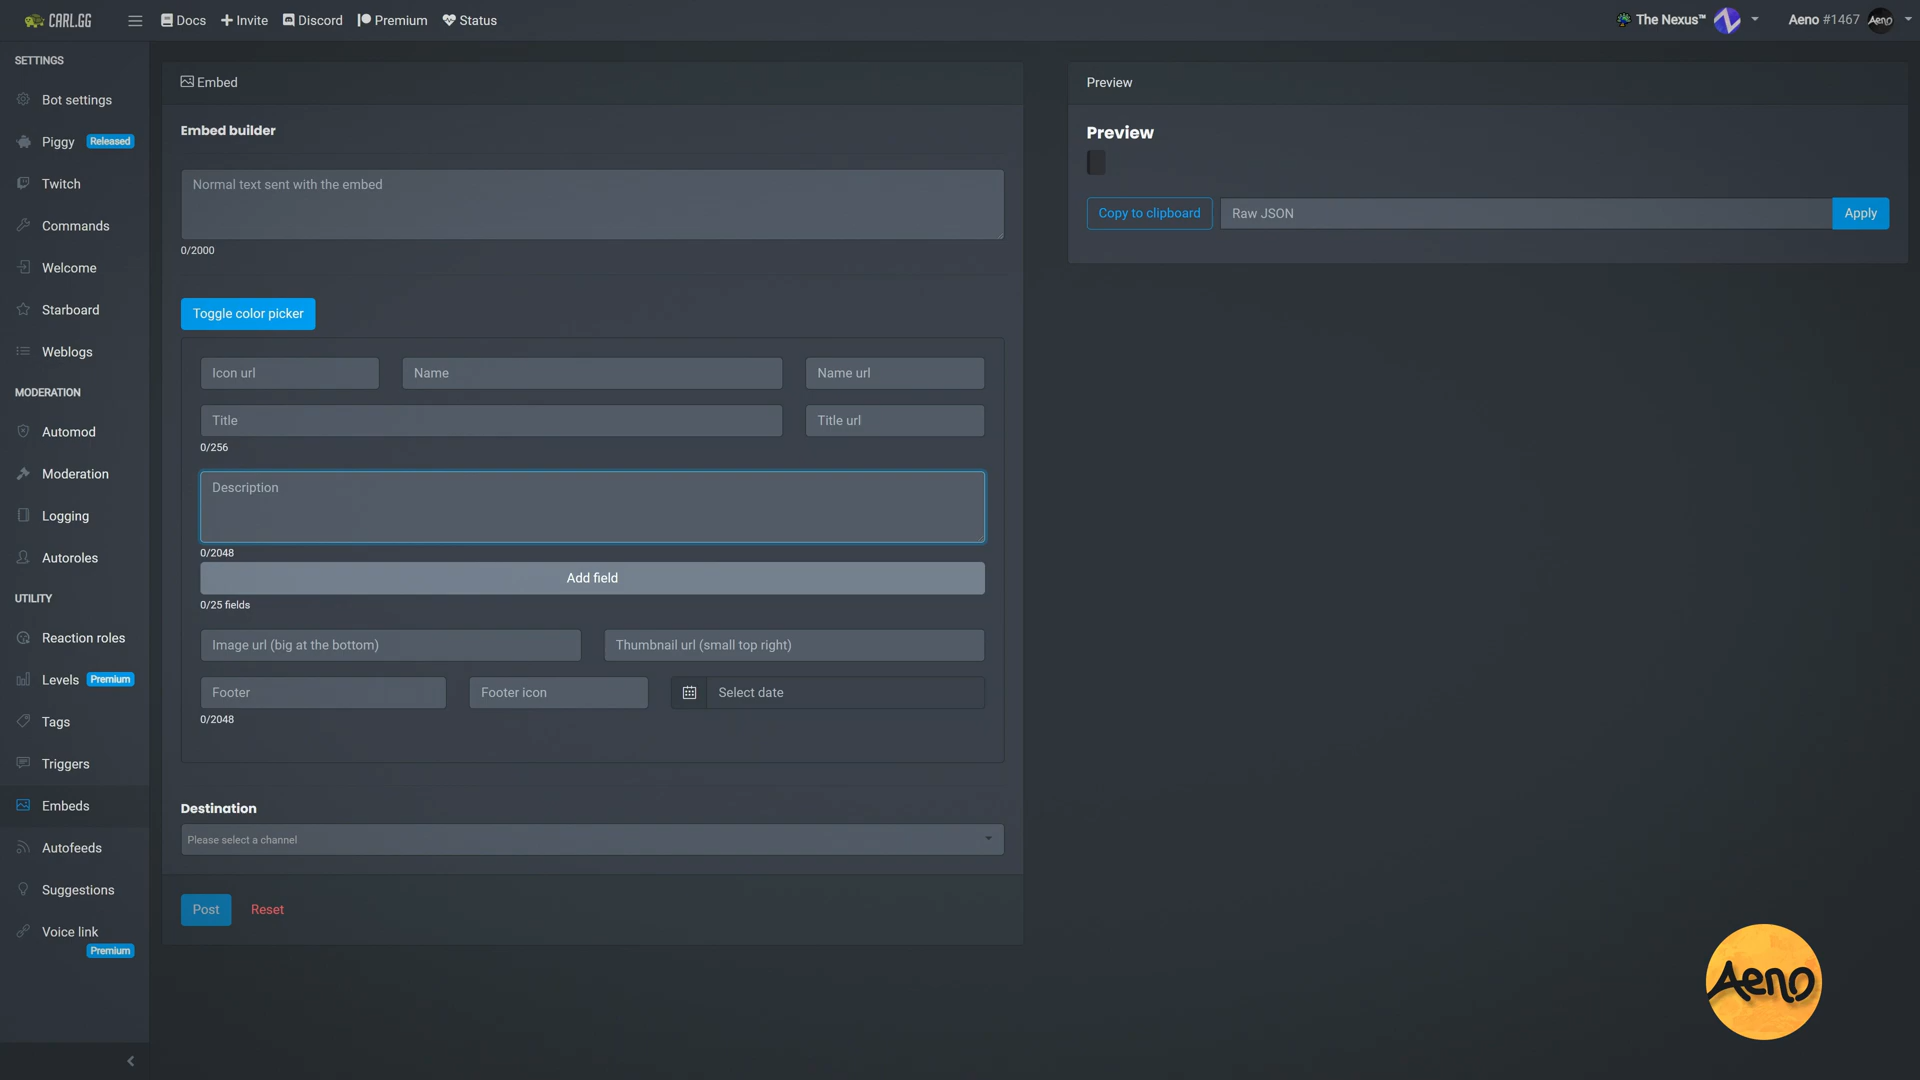 CARL.GG
Docs
Invite
Discord
Premium
Status
The Nexus™
Aeno #1467
Aeno
SETTINGS
Bot settings
Piggy Released
Twitch
Commands
Welcome
Starboard
Weblogs
MODERATION
Automod
Moderation
Logging
Autoroles
UTILITY
Reaction roles
Levels Premium
Tags
Triggers
Embeds
Autofeeds
Suggestions
Voice link
Premium
Embed
Embed builder
Normal text sent with the embed
0/2000
Toggle color picker
Icon url
Name
Name url
Title
Title url
0/256
Description
0/2048
Add field
0/25 fields
Image url (big at the bottom)
Thumbnail url (small top right)
Footer
Footer icon
Select date
0/2048
Destination
Please select a channel
Post
Reset
Preview
Preview
Copy to clipboard
Raw JSON
Apply
Aeno